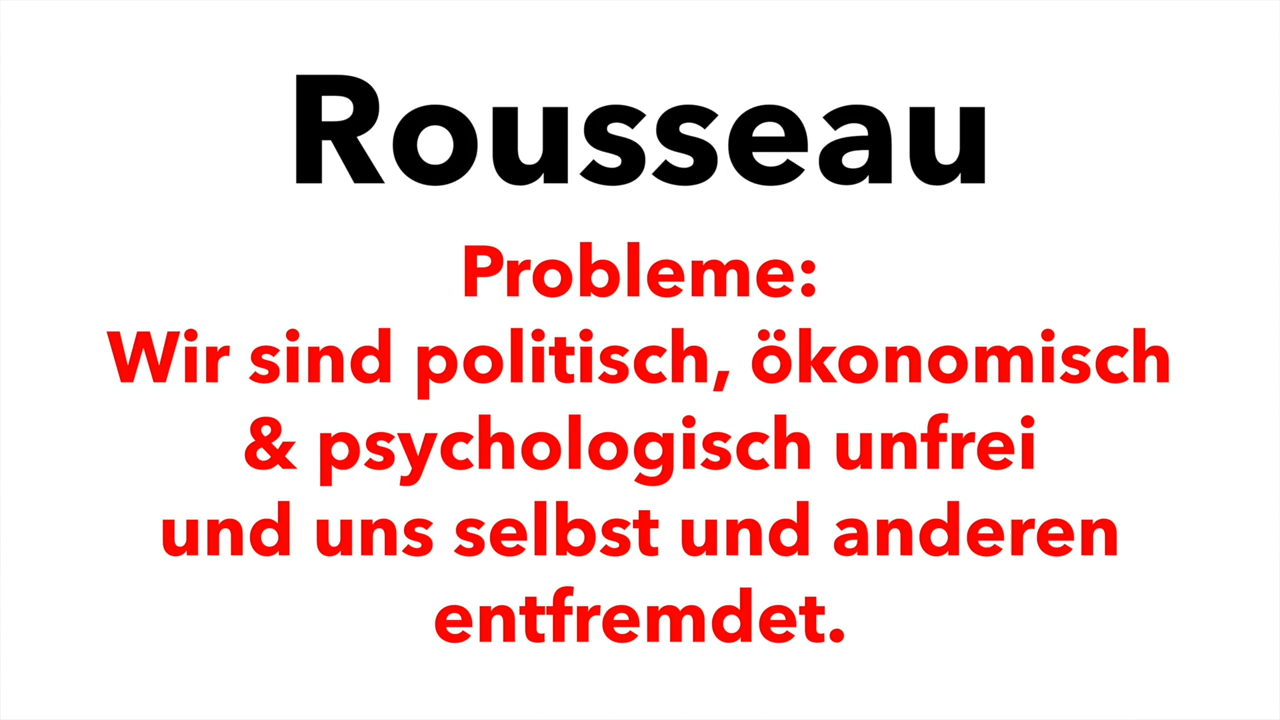 Rousseau
Probleme:
Wir sind politisch, ökonomisch
& psychologisch unfrei
und uns selbst und anderen
entfremdet.